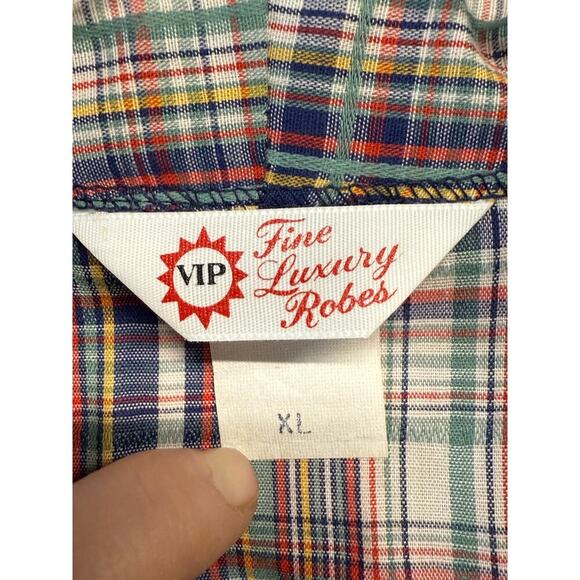 VIP
Fine
Luxury
Robes
XL